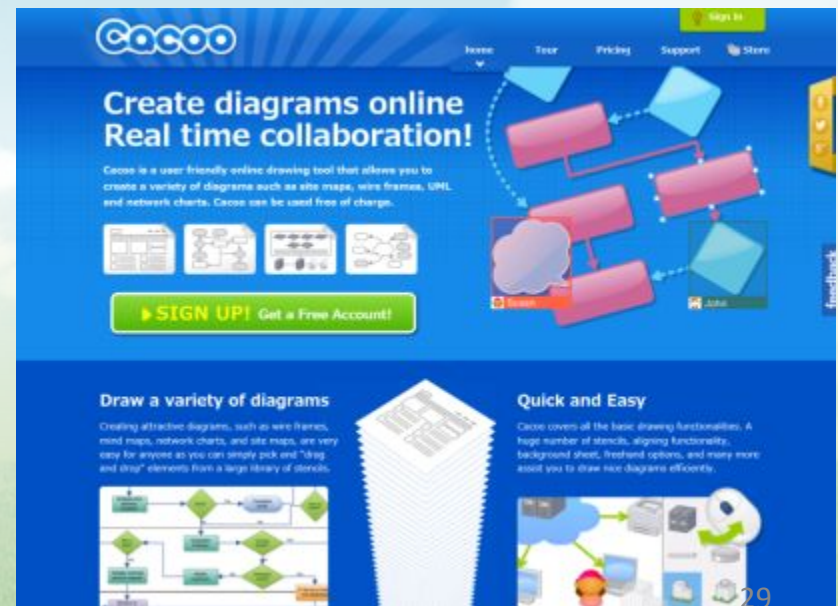 Cacoo
Sign In
home Tour Pricing Support Store
Create diagrams online
Real time collaboration!
Cacoo is a user friendly online drawing tool that allows you to
create a variety of diagrams such as site maps, wire frames, UML
and network charts. Cacoo can be used free of charge.
SIGN UP! Get a Free Account!
Susan
John
feedback
Draw a variety of diagrams
Creating attractive diagrams, such as wire frames,
mind maps, network charts, and site maps, are very
easy for anyone as you can simply pick and "drag
and drop" elements from a large library of stencils.
Quick and Easy
Cacoo covers all the basic drawing functionalities. A
huge number of stencils, aligning functionality,
background sheet, freehand options, and many more
assist you to draw nice diagrams efficiently.
29